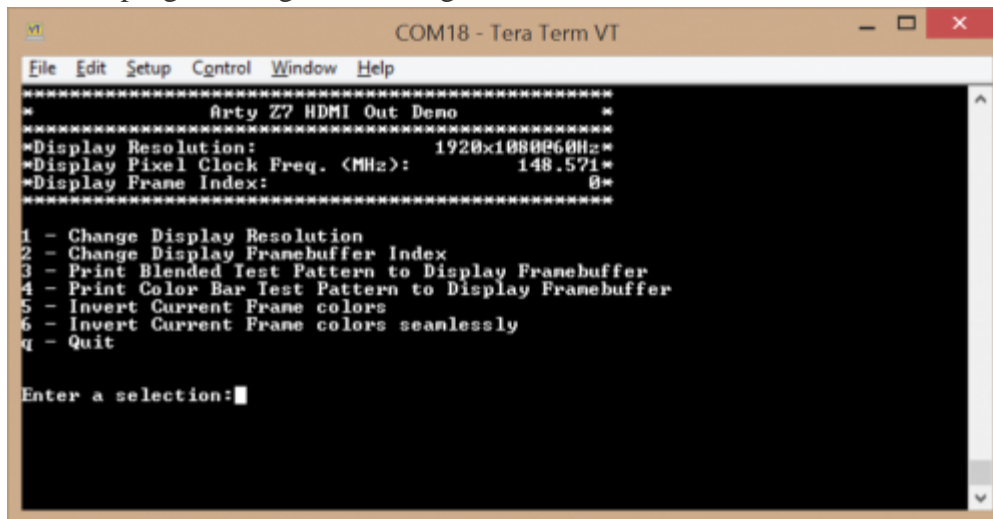 COM18 - Tera Term VT
File Edit Setup Control Window Help
**************************************************
* Arty Z7 HDMI Out Demo *
**************************************************
*Display Resolution: 1920x1080@60Hz*
*Display Pixel Clock Freq. (MHz): 148.571*
*Display Frame Index: 0*
**************************************************
1 - Change Display Resolution
2 - Change Display Framebuffer Index
3 - Print Blended Test Pattern to Display Framebuffer
4 - Print Color Bar Test Pattern to Display Framebuffer
5 - Invert Current Frame colors
6 - Invert Current Frame colors seamlessly
q - Quit
Enter a selection: